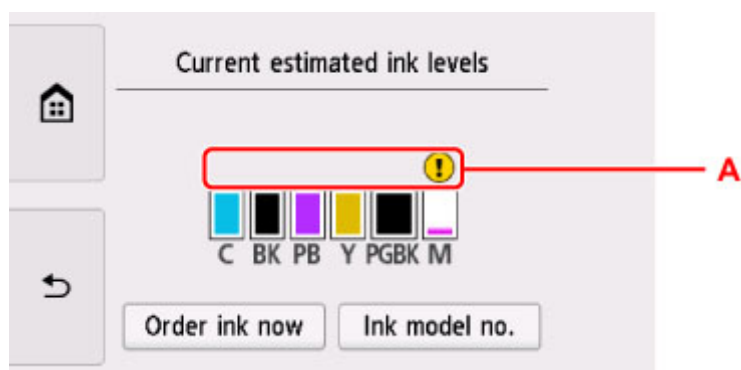 Current estimated ink levels
!
A
C BK PB Y PGBK M
Order ink now Ink model no.